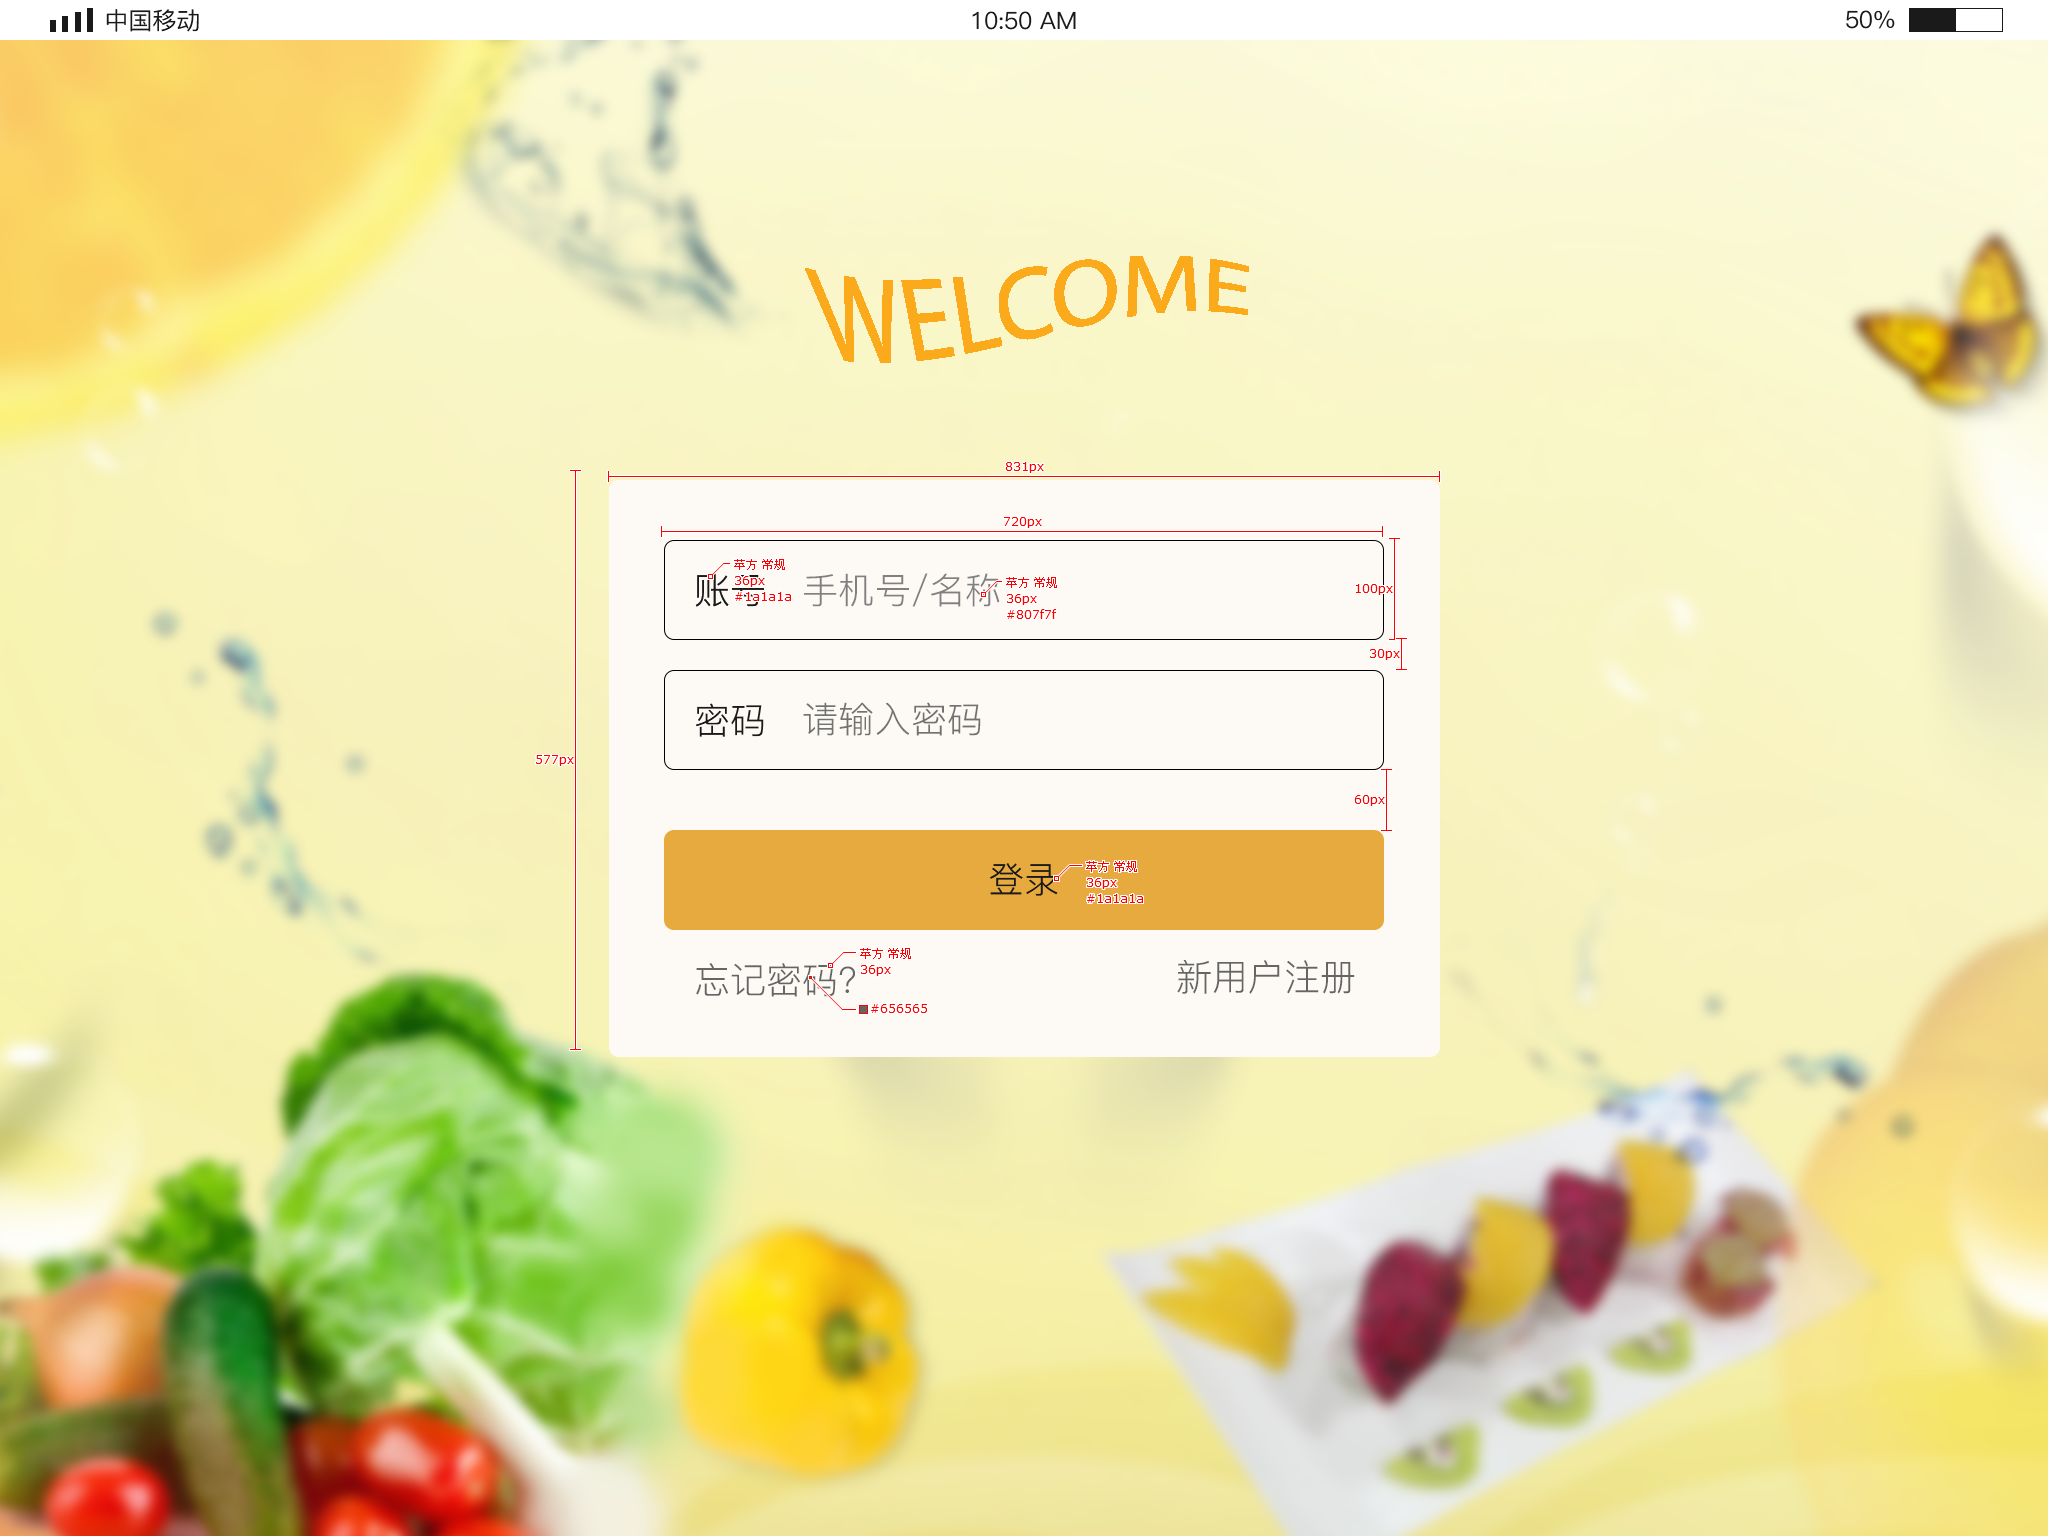 中国移动 10:50 AM 50%
WELCOME
831px
720px
账号 手机号/名称
苹方 常规
36px
#1a1a1a
苹方 常规
36px
#807f7f
100px
30px
密码 请输入密码
577px
60px
登录
苹方 常规
36px
#1a1a1a
忘记密码? 新用户注册
苹方 常规
36px
#656565